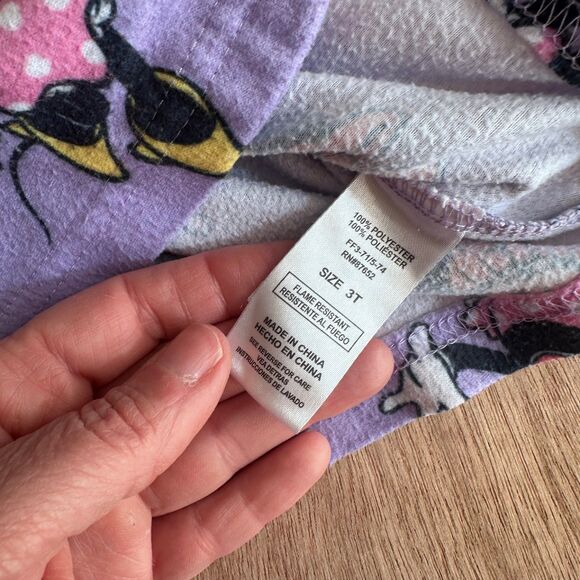 100% POLYESTER
100% POLIÉSTER
FF3-71/5-74
RN#87652
SIZE 3T
FLAME RESISTANT
RESISTENTE AL FUEGO
MADE IN CHINA
HECHO EN CHINA
SEE REVERSE FOR CARE
VEA DETRAS
INSTRUCCIONES DE LAVADO